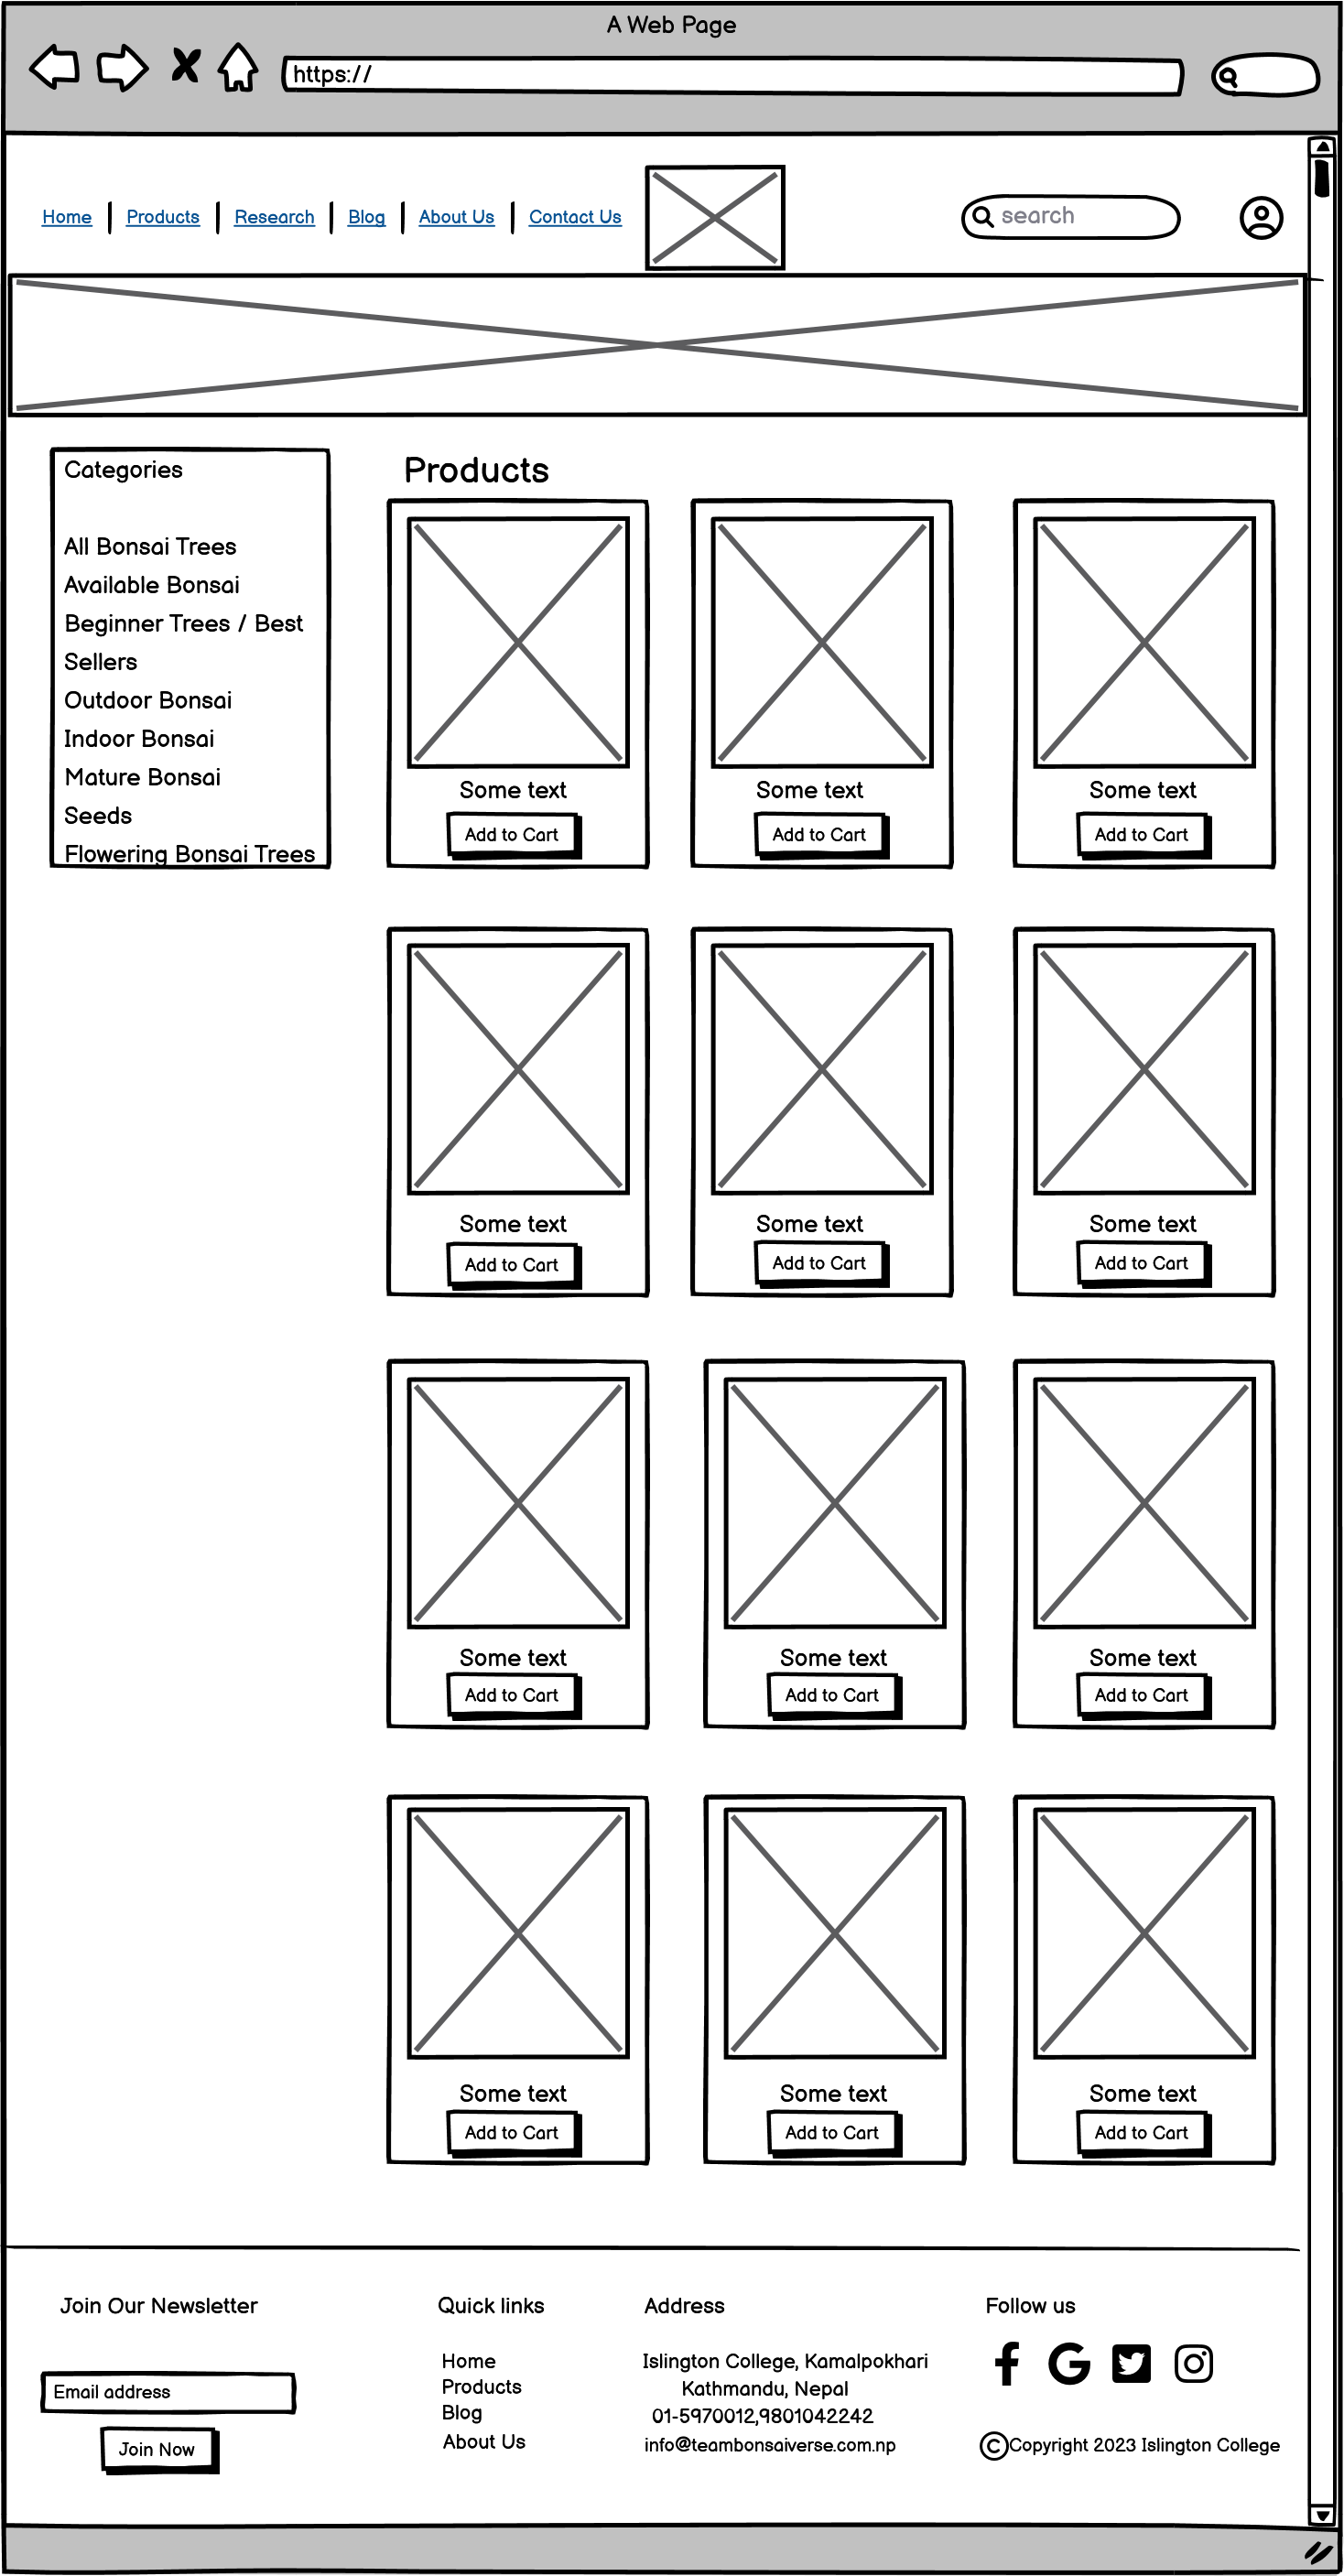 A Web Page
https://
Home
Products
Research
Blog
About Us
Contact Us
search
Categories
All Bonsai Trees
Available Bonsai
Beginner Trees / Best
Sellers
Outdoor Bonsai
Indoor Bonsai
Mature Bonsai
Seeds
Flowering Bonsai Trees
Products
Some text
Add to Cart
Some text
Add to Cart
Some text
Add to Cart
Some text
Add to Cart
Some text
Add to Cart
Some text
Add to Cart
Some text
Add to Cart
Some text
Add to Cart
Some text
Add to Cart
Some text
Add to Cart
Some text
Add to Cart
Some text
Add to Cart
Join Our Newsletter
Email address
Join Now
Quick links
Home
Products
Blog
About Us
Address
Islington College, Kamalpokhari
Kathmandu, Nepal
01-5970012,9801042242
info@teambonsaiverse.com.np
Follow us
©Copyright 2023 Islington College